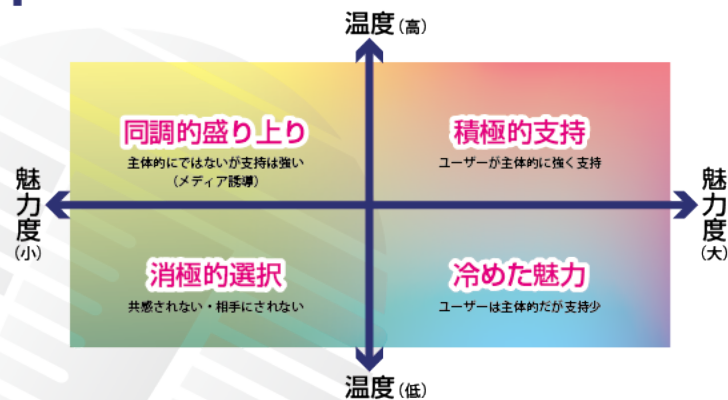 温度(高)
同調的盛り上り
主体的にではないが支持は強い
(メディア誘導)
積極的支持
ユーザーが主体的に強く支持
魅力度
(小)
魅力度
(大)
消極的選択
共感されない・相手にされない
冷めた魅力
ユーザーは主体的だが支持少
温度(低)